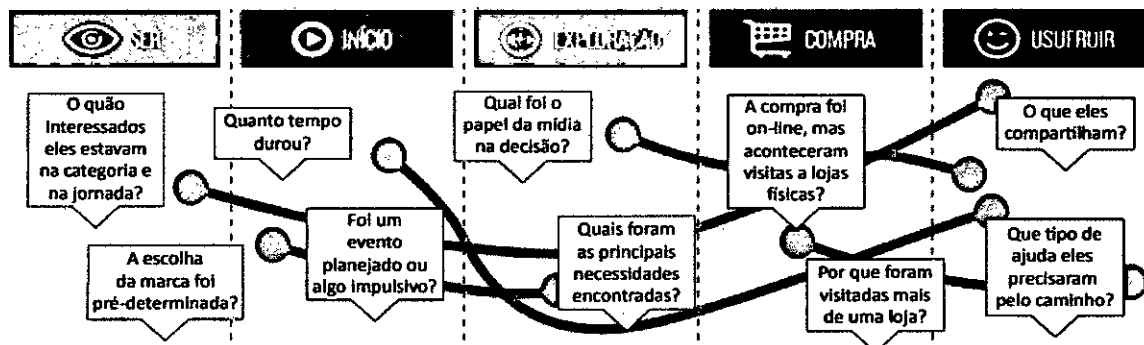 SER
INÍCIO
EXPLORAÇÃO
COMPRA
USUFRUIR
O quão
Interessados
eles estavam
na categoria e
na jornada?
A escolha
da marca foi
pré-determinada?
Quanto tempo
durou?
Foi um
evento
planejado ou
algo impulsivo?
Qual foi o
papel da mídia
na decisão?
Quais foram
as principais
necessidades
encontradas?
A compra foi
on-line, mas
aconteceram
visitas a lojas
físicas?
Por que foram
visitadas mais
de uma loja?
O que eles
compartilham?
Que tipo de
ajuda eles
precisaram
pelo caminho?